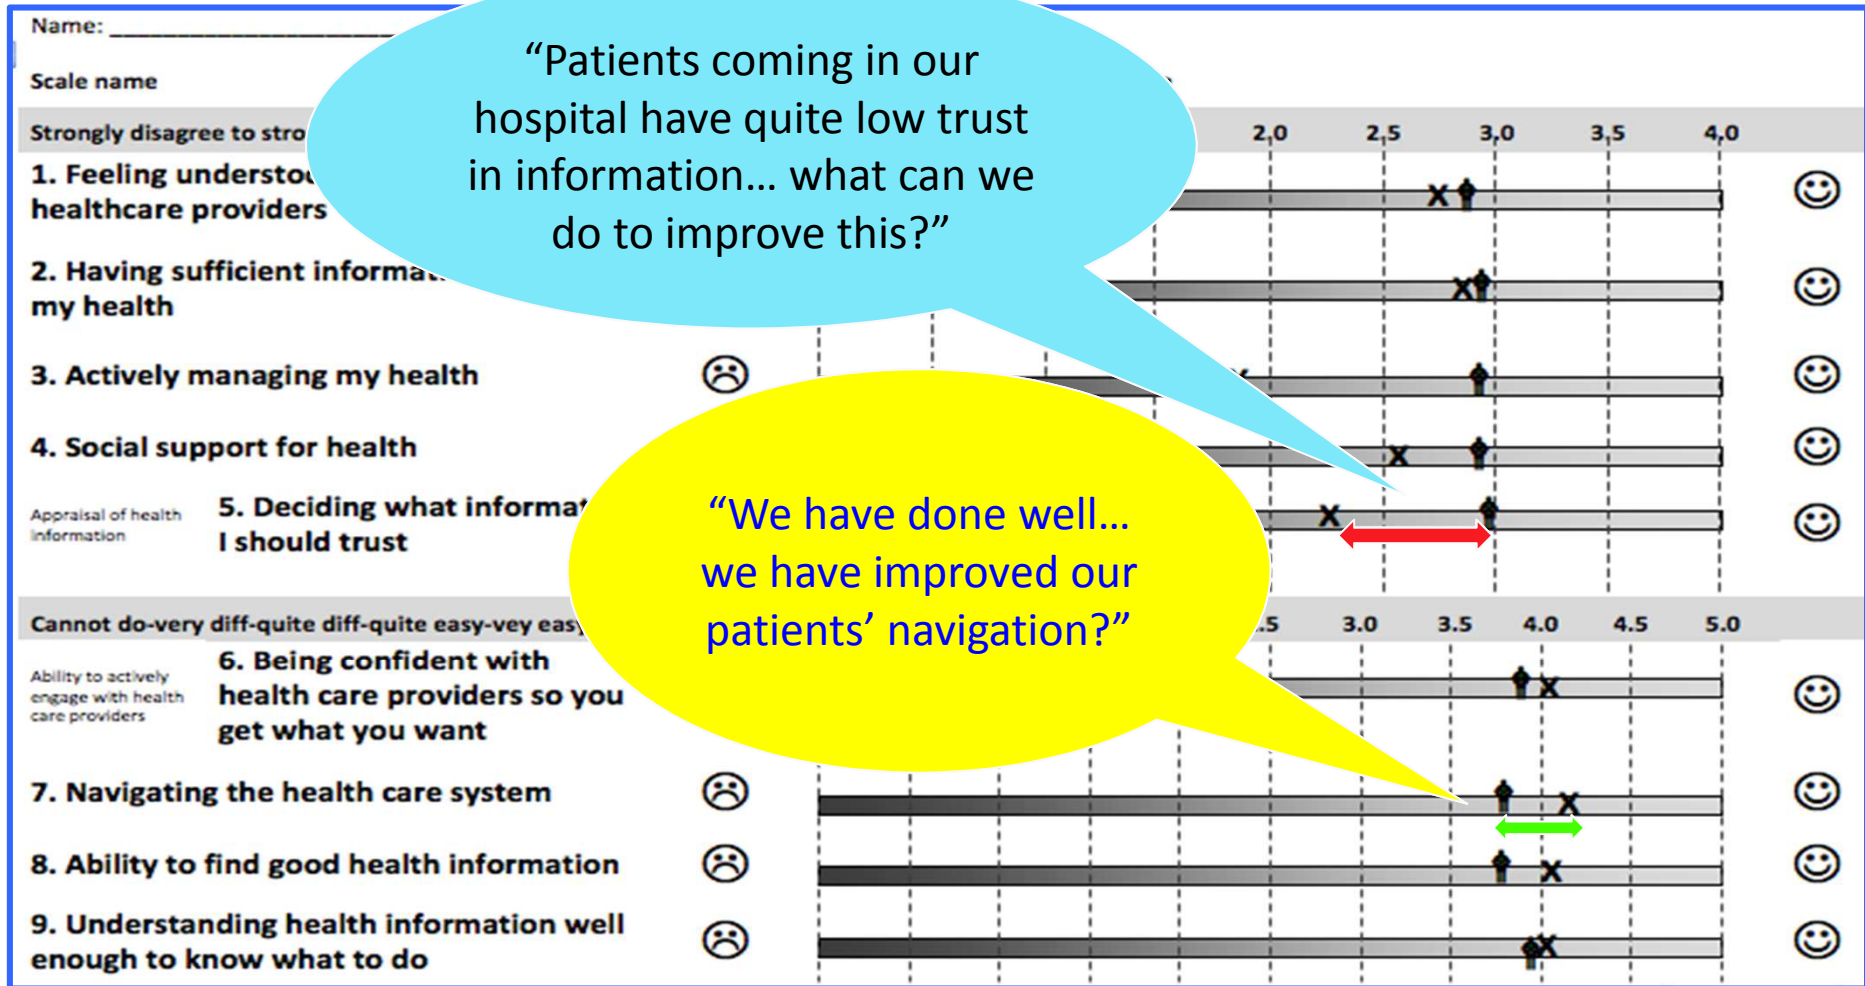 Name:
“Patients coming in our
hospital have quite low trust
in information… what can we
do to improve this?”
Scale name
Strongly disagree to
2.0 2.5 3.0 3.5 4.0
1. Feeling
healthcare providers
2. Having sufficient
my health
3. Actively managing my health
4. Social support for health
Appraisal of health
information
5. Deciding what
I should trust
“We have done well…
we have improved our
patients’ navigation?”
Cannot do-very diff-quite diff-quite easy-vey
3.0 3.5 4.0 4.5 5.0
Ability to actively
engage with health
care providers
6. Being confident with
health care providers so you
get what you want
7. Navigating the health care system
8. Ability to find good health information
9. Understanding health information well
enough to know what to do